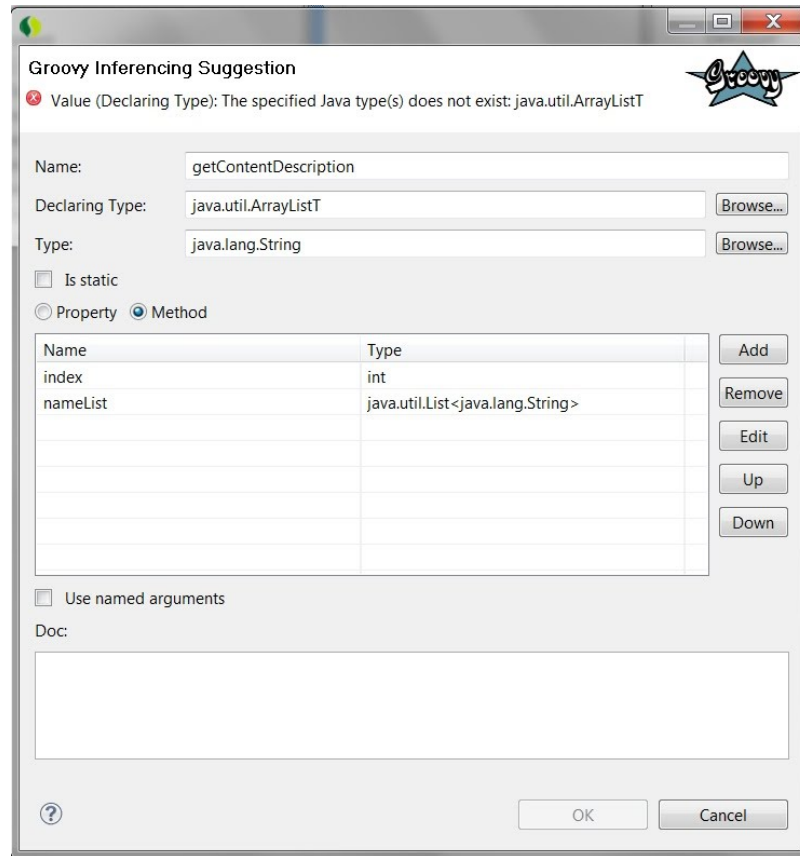 Groovy Inferencing Suggestion
Value (Declaring Type): The specified Java type(s) does not exist: java.util.ArrayListT
Groovy
Name: getContentDescription
Declaring Type: java.util.ArrayListT Browse...
Type: java.lang.String Browse...
Is static
Property Method
Name Type Add
index int
nameList java.util.List<java.lang.String> Remove
Edit
Up
Down
Use named arguments
Doc:
? OK Cancel